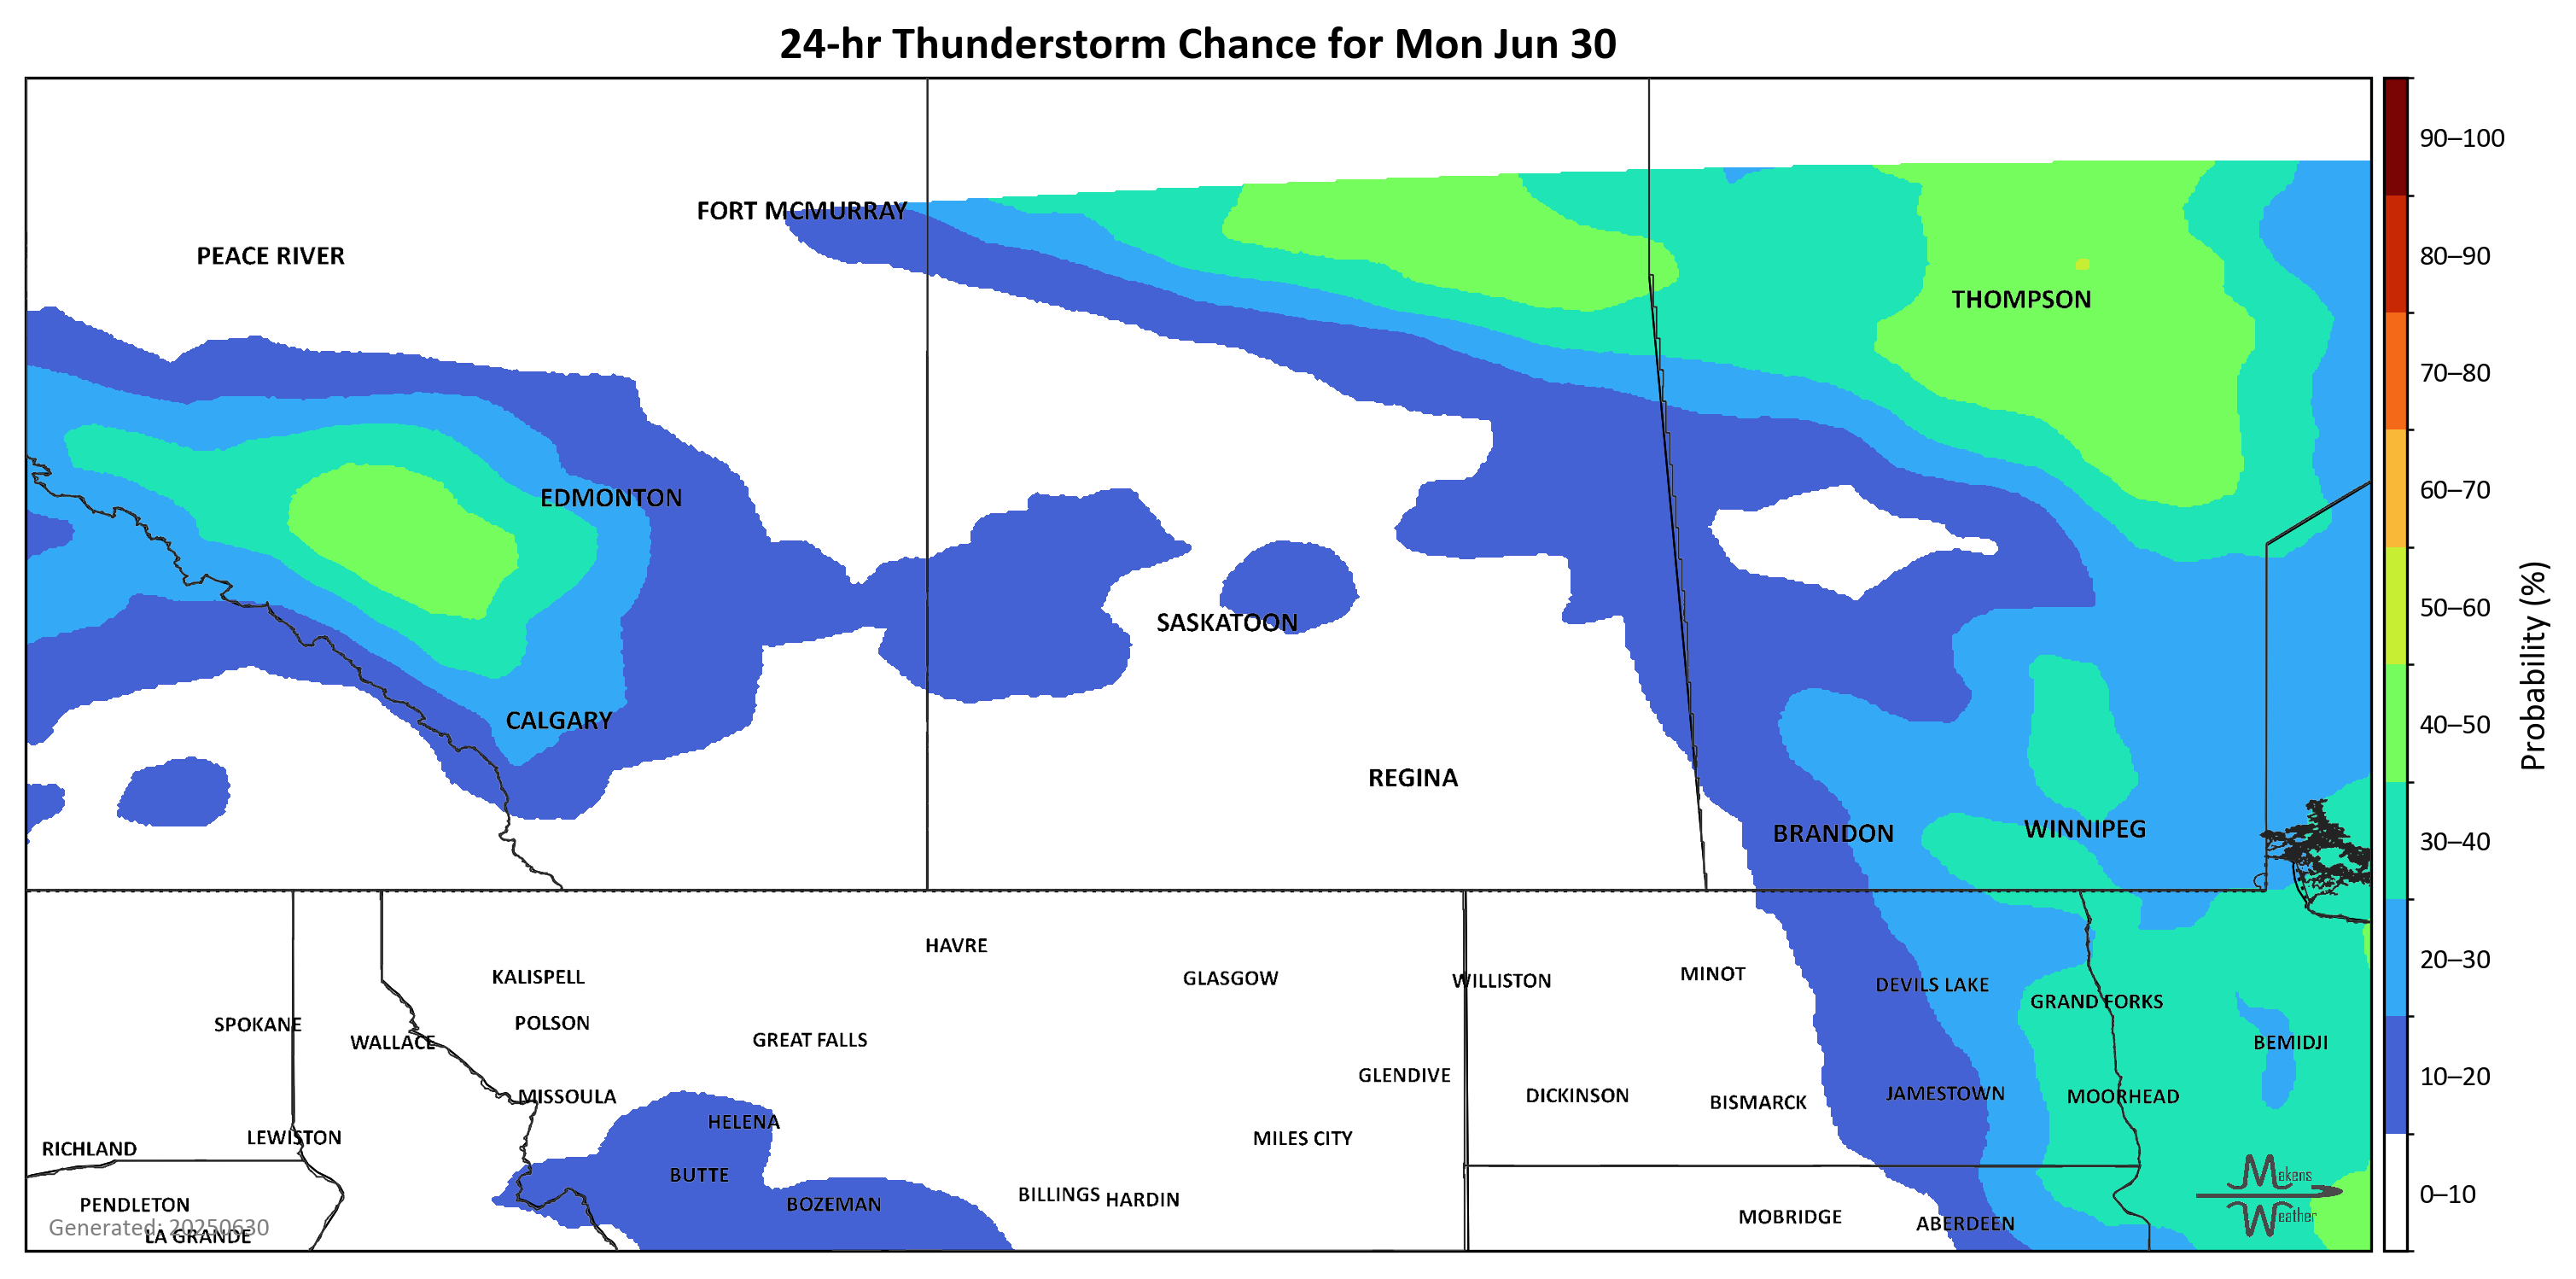 24-hr Thunderstorm Chance for Mon Jun 30
90–100
FORT MCMURRAY
PEACE RIVER
80–90
THOMPSON
70–80
EDMONTON
60–70
SASKATOON
50–60
CALGARY
40–50
Probability (%)
REGINA
BRANDON
WINNIPEG
30–40
HAVRE
KALISPELL
GLASGOW
WILLISTON
MINOT
DEVILS LAKE
20–30
GRAND FORKS
SPOKANE
POLSON
WALLACE
GREAT FALLS
BEMIDJI
GLENDIVE
10–20
MISSOULA
DICKINSON
BISMARCK
JAMESTOWN
MOORHEAD
HELENA
LEWISTON
MILES CITY
RICHLAND
BUTTE
Makens
Weather
BILLINGS
HARDIN
0–10
PENDLETON
BOZEMAN
MOBRIDGE
ABERDEEN
Generated: 20250630
LA GRANDE